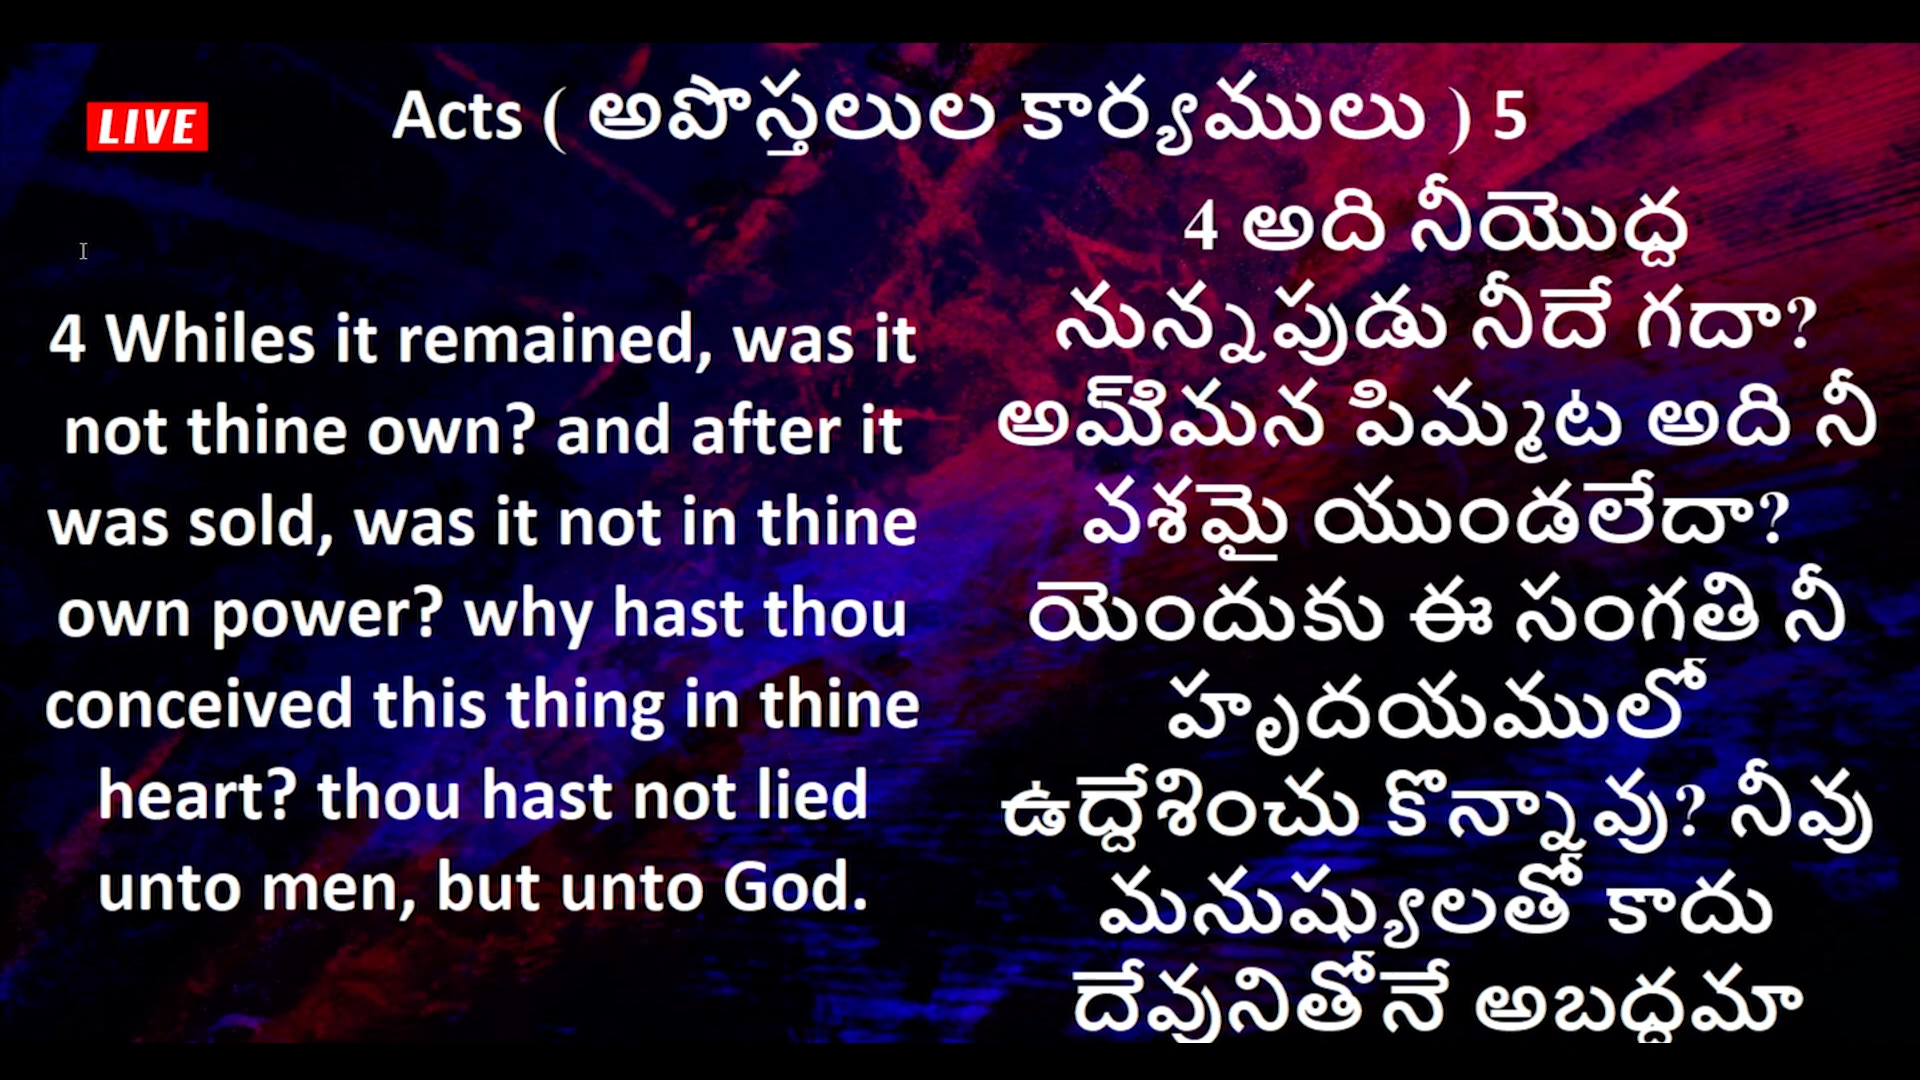 LIVE
Acts ( అపొస్తలుల కార్యములు ) 5
4 Whiles it remained, was it
not thine own? and after it
was sold, was it not in thine
own power? why hast thou
conceived this thing in thine
heart? thou hast not lied
unto men, but unto God.
4 అది నీయొద్ద
నున్నపుడు నీదే గదా?
అమ్‌ిమన పిమ్మట అది నీ
వశమై యుండలేదా?
యెందుకు ఈ సంగతి నీ
హృదయములో
ఉద్దేశించు కొన్నావు? నీవు
మనుష్యులతో కాదు
దేవునితోనే అబద్ధమా